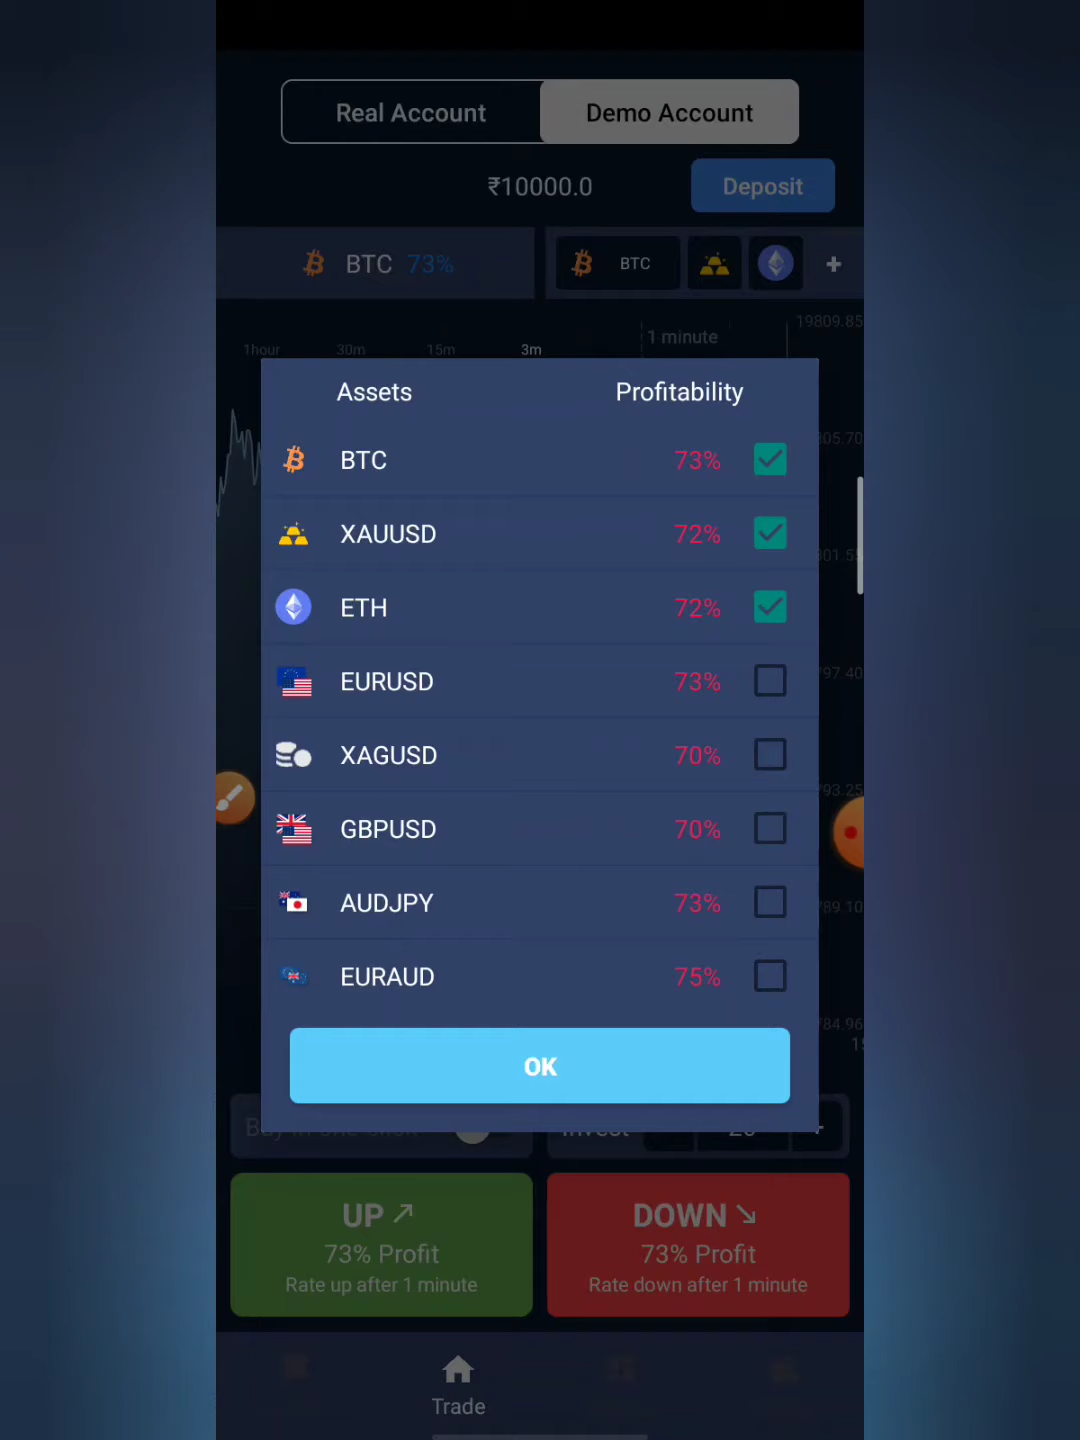 Real Account
Demo Account
₹10000.0
Deposit
BTC 73%
BTC
+
19809.85
1 minute
1hour 30m 15m 3m
Assets Profitability
BTC 73%
XAUUSD 72%
ETH 72%
EURUSD 73%
XAGUSD 70%
GBPUSD 70%
AUDJPY 73%
EURAUD 75%
OK
UP DOWN
73% Profit 73% Profit
Rate up after 1 minute Rate down after 1 minute
Trade